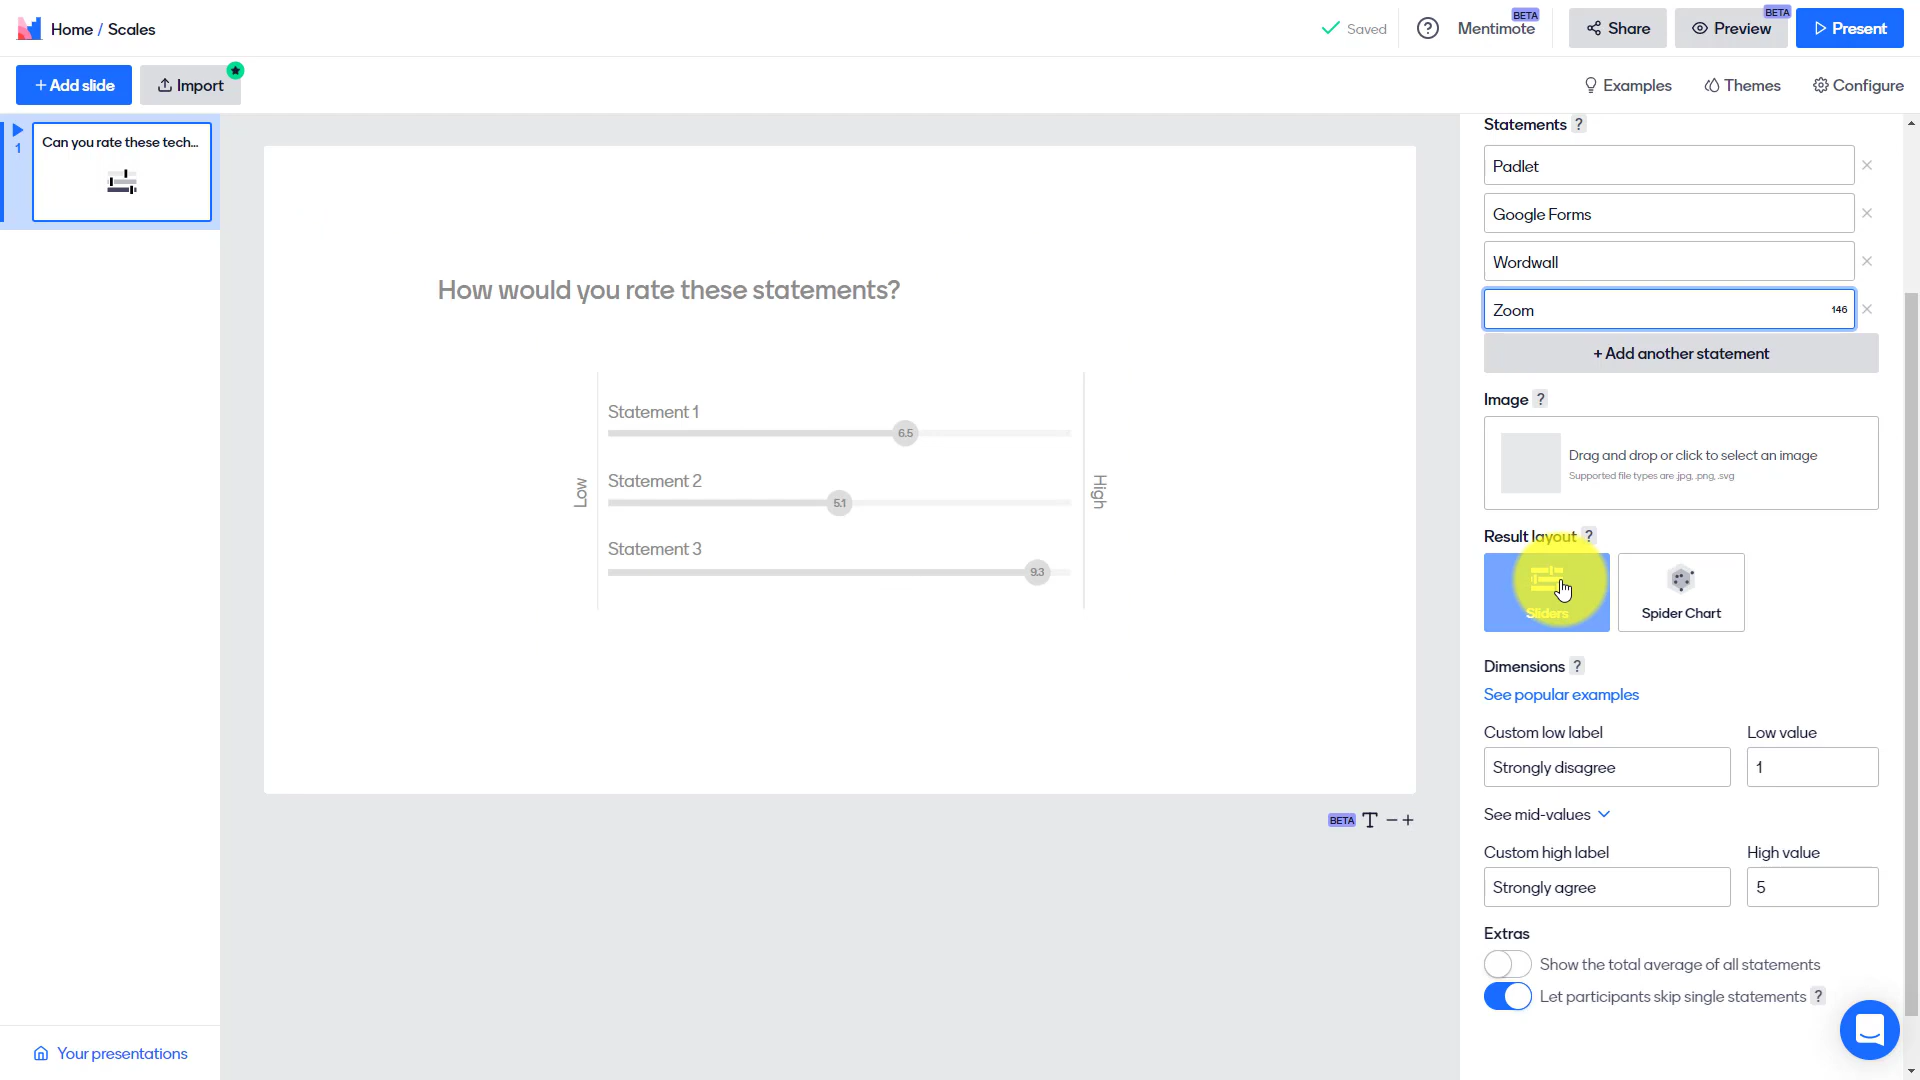 Home / Scales
Saved
?
Mentimote
BETA
Share
Preview
BETA
Present
+ Add slide
Import
Examples
Themes
Configure
1
Can you rate these tech...
How would you rate these statements?
Low
Statement 1
6.5
Statement 2
5.1
Statement 3
9.3
High
BETA
Statements ?
Padlet
Google Forms
Wordwall
Zoom
146
+ Add another statement
Image ?
Drag and drop or click to select an image
Supported file types are .jpg, .png, .svg
Result layout ?
Sliders
Spider Chart
Dimensions ?
See popular examples
Custom low label
Low value
Strongly disagree
1
See mid-values
Custom high label
High value
Strongly agree
5
Extras
Show the total average of all statements
Let participants skip single statements ?
Your presentations